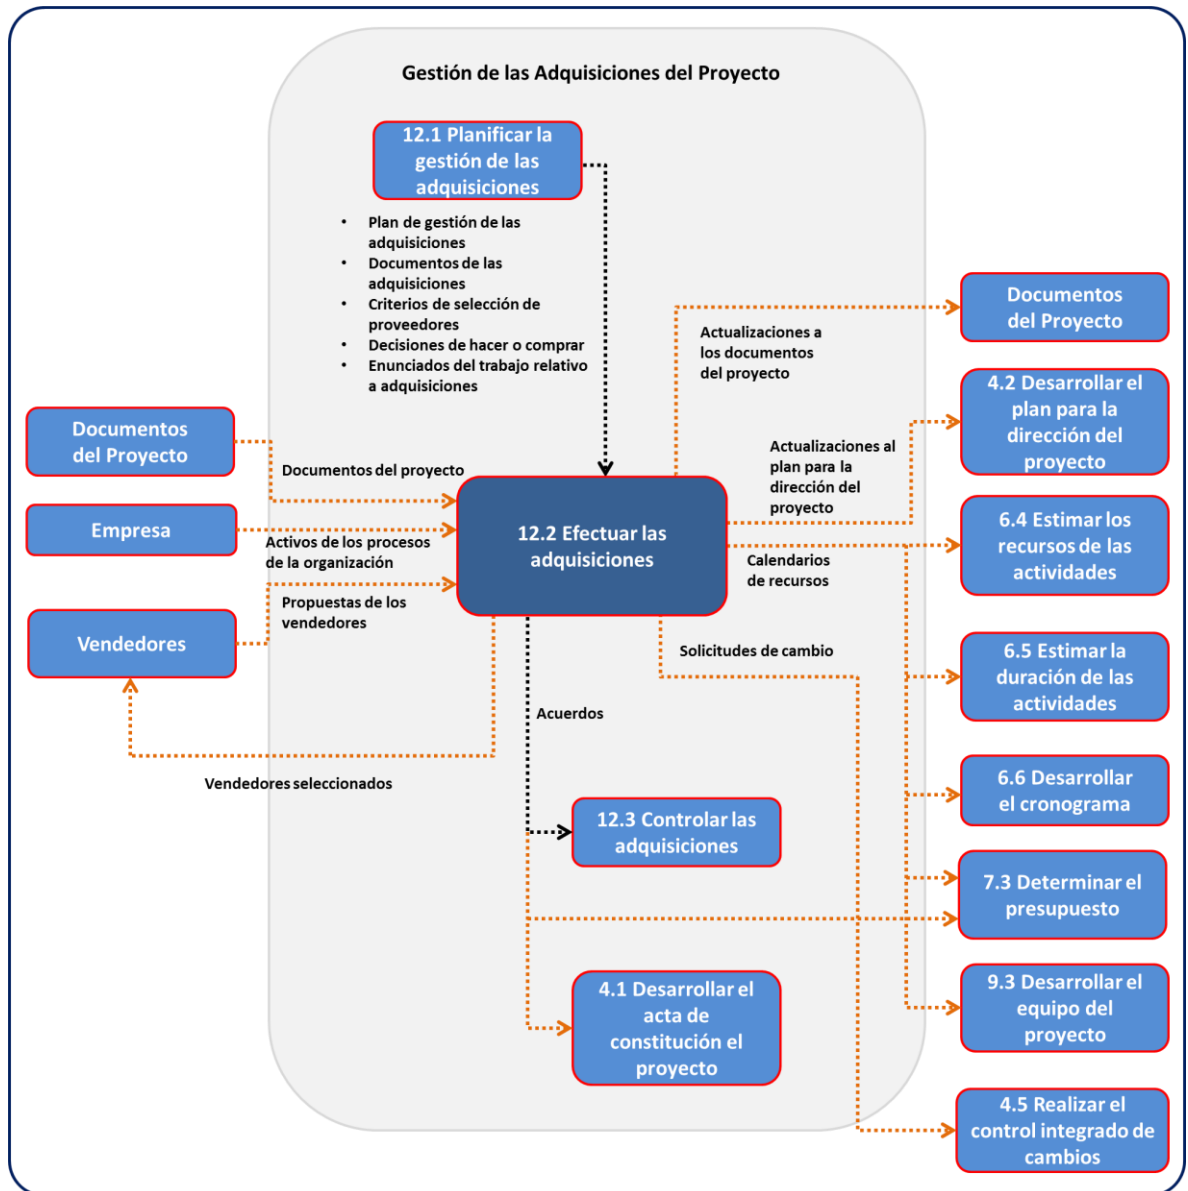 Gestión de las Adquisiciones del Proyecto
12.1 Planificar la
gestión de las
adquisiciones
• Plan de gestión de las
adquisiciones
• Documentos de las
adquisiciones
• Criterios de selección de
proveedores
• Decisiones de hacer o comprar
• Enunciados del trabajo relativo
a adquisiciones
Documentos
del Proyecto
Documentos del proyecto
Empresa
Activos de los procesos
de la organización
Propuestas de los
vendedores
Vendedores
Vendedores seleccionados
12.2 Efectuar las
adquisiciones
Acuerdos
12.3 Controlar las
adquisiciones
4.1 Desarrollar el
acta de
constitución el
proyecto
Actualizaciones a
los documentos
del proyecto
Actualizaciones al
plan para la
dirección del
proyecto
Calendarios
de recursos
Solicitudes de cambio
Documentos
del Proyecto
4.2 Desarrollar el
plan para la
dirección del
proyecto
6.4 Estimar los
recursos de las
actividades
6.5 Estimar la
duración de las
actividades
6.6 Desarrollar
el cronograma
7.3 Determinar el
presupuesto
9.3 Desarrollar el
equipo del
proyecto
4.5 Realizar el
control integrado de
cambios